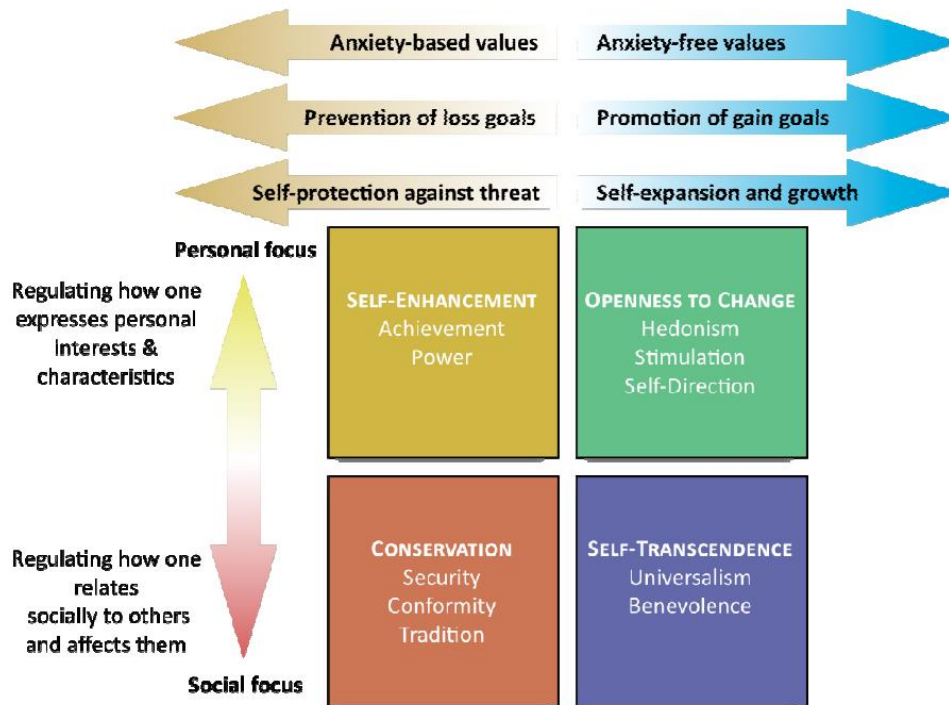 Anxiety-based values
Anxiety-free values
Prevention of loss goals
Promotion of gain goals
Self-protection against threat
Self-expansion and growth
Personal focus
Regulating how one
expresses personal
interests &
characteristics
SELF-ENHANCEMENT
Achievement
Power
OPENNESS TO CHANGE
Hedonism
Stimulation
Self-Direction
Regulating how one
relates
socially to others
and affects them
Social focus
CONSERVATION
Security
Conformity
Tradition
SELF-TRANSCENDENCE
Universalism
Benevolence